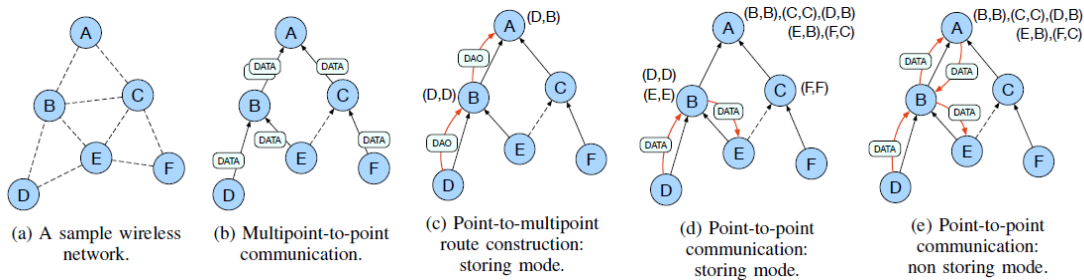 A
B
C
E
D
F
(a) A sample wireless
network.
A
DATA
DATA
B
C
DATA
DATA
DATA
E
F
D
(b) Multipoint-to-point
communication.
A
(D,B)
DAO
(D,D)
B
C
DAO
E
F
D
(c) Point-to-multipoint
route construction:
storing mode.
(B,B),(C,C),(D,B)
(E,B),(F,C)
A
(D,D)
(E,E)
B
C
(F,F)
DATA
DATA
E
F
D
(d) Point-to-point
communication:
storing mode.
(B,B),(C,C),(D,B)
(E,B),(F,C)
A
DATA
DATA
B
C
DATA
DATA
E
F
D
(e) Point-to-point
communication:
non storing mode.